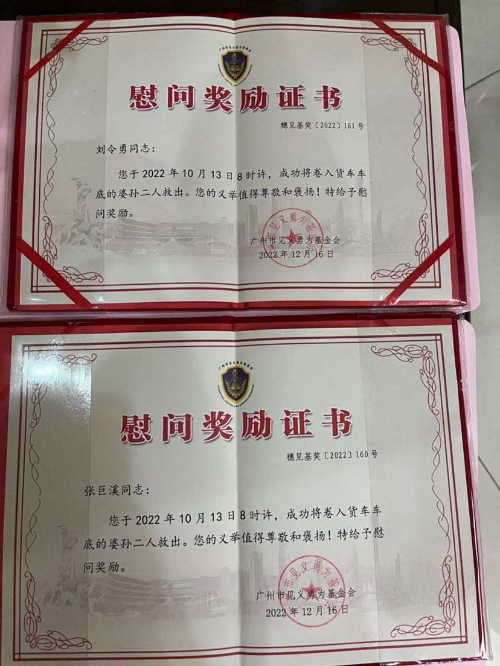 慰问奖励证书
穗见基奖〔2022〕161号
刘令勇同志：
您于2022年10月13日8时许，成功将卷入货车车
底的婆孙二人救出。您的义举值得尊敬和褒扬！特给予慰
问奖励。
广州市见义勇为基金会
2022年12月16日
慰问奖励证书
穗见基奖〔2022〕160号
张巨溪同志：
您于2022年10月13日8时许，成功将卷入货车车
底的婆孙二人救出。您的义举值得尊敬和褒扬！特给予慰
问奖励。
广州市见义勇为基金会
2022年12月16日